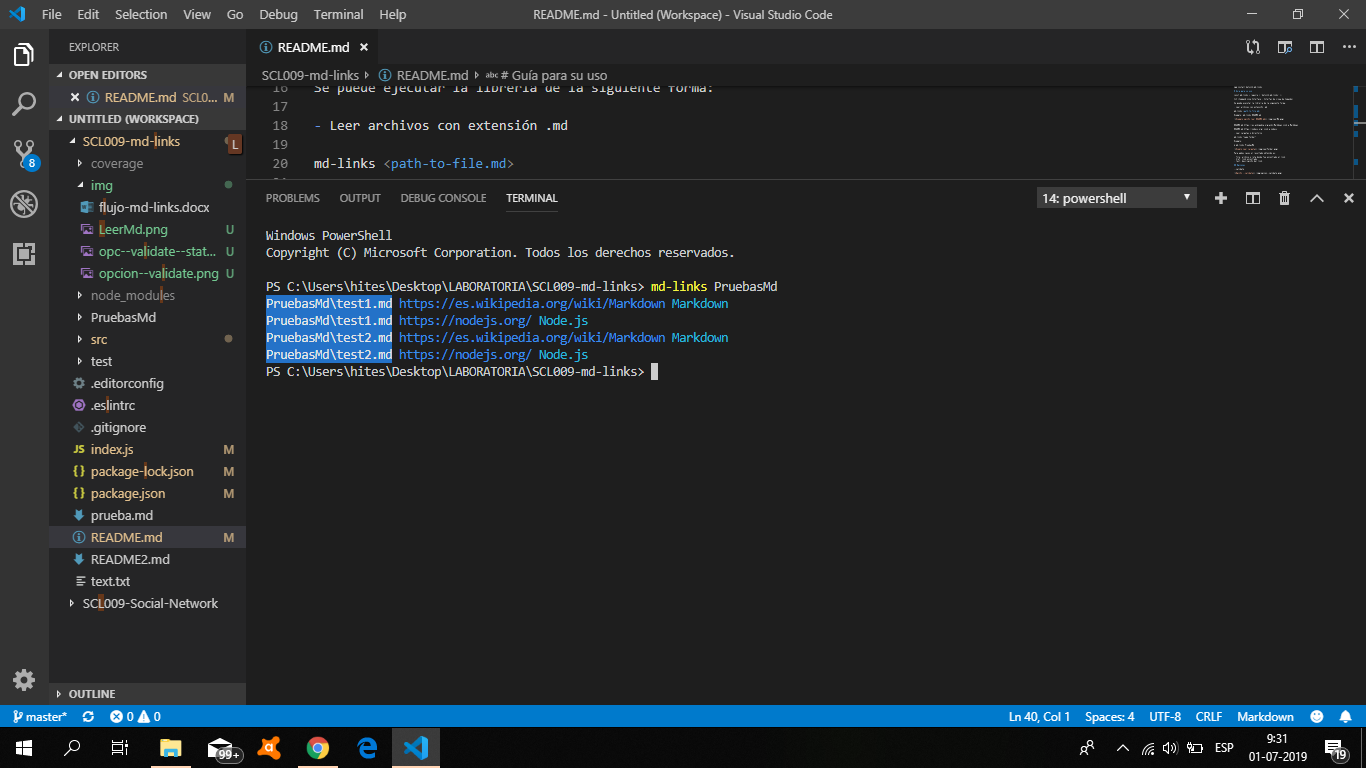 File Edit Selection View Go Debug Terminal Help
README.md - Untitled (Workspace) - Visual Studio Code
EXPLORER
OPEN EDITORS
README.md SCL0... M
UNTITLED (WORKSPACE)
SCL009-md-links
L
coverage
img
flujo-md-links.docx
LeerMd.png U
opc--validate--stat... U
opcion--validate.png U
node_modules
PruebasMd
src
test
.editorconfig
.eslintrc
.gitignore
JS index.js M
{} package-lock.json M
{} package.json M
prueba.md
README.md M
README2.md
text.txt
SCL009-Social-Network
OUTLINE
8
README.md
SCL009-md-links README.md abc # Guía para su uso
16 Se puede ejecutar la librería de la siguiente forma:
17
18 - Leer archivos con extensión .md
19
20 md-links <path-to-file.md>
PROBLEMS OUTPUT DEBUG CONSOLE TERMINAL
14: powershell
Windows PowerShell
Copyright (C) Microsoft Corporation. Todos los derechos reservados.
PS C:\Users\hites\Desktop\LABORATORIA\SCL009-md-links> md-links PruebasMd
PruebasMd\test1.md https://es.wikipedia.org/wiki/Markdown Markdown
PruebasMd\test1.md https://nodejs.org/ Node.js
PruebasMd\test2.md https://es.wikipedia.org/wiki/Markdown Markdown
PruebasMd\test2.md https://nodejs.org/ Node.js
PS C:\Users\hites\Desktop\LABORATORIA\SCL009-md-links>
master* 0 0
Ln 40, Col 1 Spaces: 4 UTF-8 CRLF Markdown
99+
ESP
9:31
01-07-2019
19